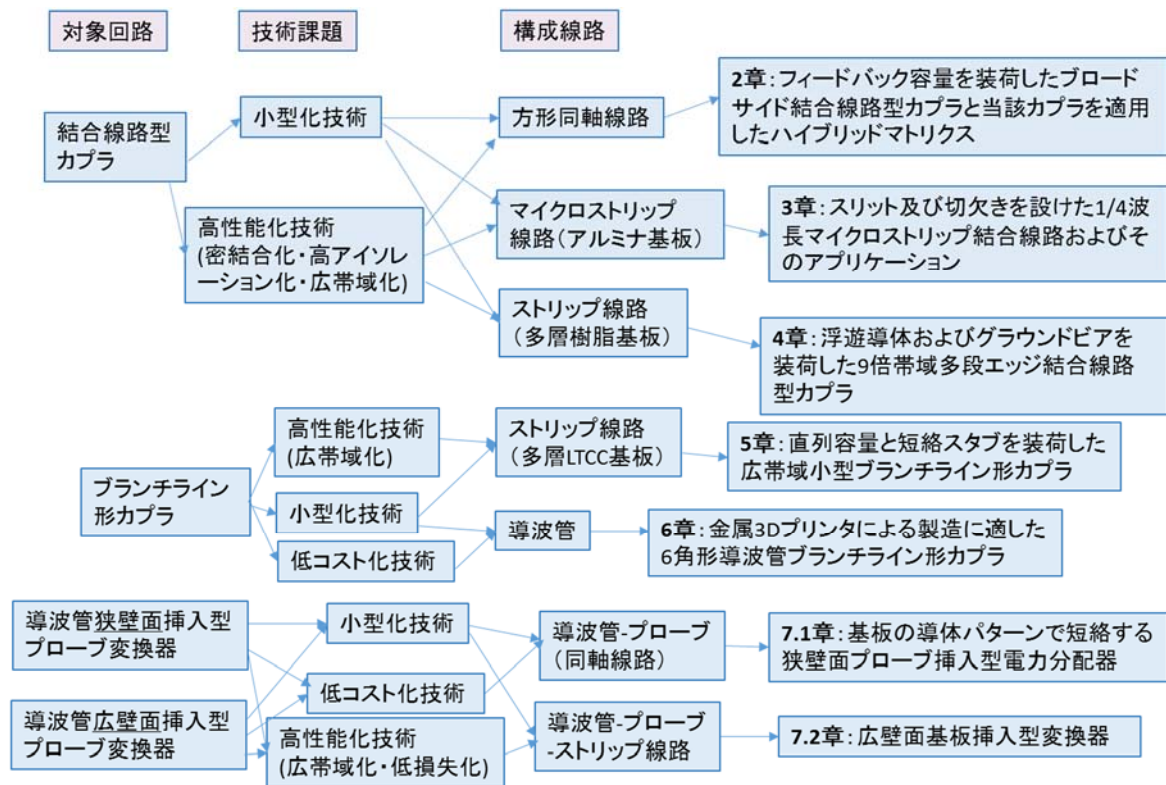 対象回路
技術課題
構成線路
結合線路型
カプラ
小型化技術
高性能化技術
(密結合化・高アイソレ
ーション化・広帯域化)
方形同軸線路
マイクロストリップ
線路（アルミナ基板）
ストリップ線路
（多層樹脂基板）
2章：フィードバック容量を装荷したブロード
サイド結合線路型カプラと当該カプラを適用
したハイブリッドマトリクス
3章：スリット及び切欠きを設けた1/4波
長マイクロストリップ結合線路およびそ
のアプリケーション
4章：浮遊導体およびグラウンドビアを
装荷した9倍帯域多段エッジ結合線路
型カプラ
ブランチライン
形カプラ
高性能化技術
(広帯域化)
小型化技術
低コスト化技術
ストリップ線路
（多層LTCC基板）
導波管
5章：直列容量と短絡スタブを装荷した
広帯域小型ブランチライン形カプラ
6章：金属3Dプリンタによる製造に適した
6角形導波管ブランチライン形カプラ
導波管狭壁面挿入型
プローブ変換器
導波管広壁面挿入型
プローブ変換器
小型化技術
低コスト化技術
高性能化技術
(広帯域化・低損失化)
導波管-プローブ
（同軸線路）
導波管-プローブ
-ストリップ線路
7.1章：基板の導体パターンで短絡する
狭壁面プローブ挿入型電力分配器
7.2章：広壁面基板挿入型変換器